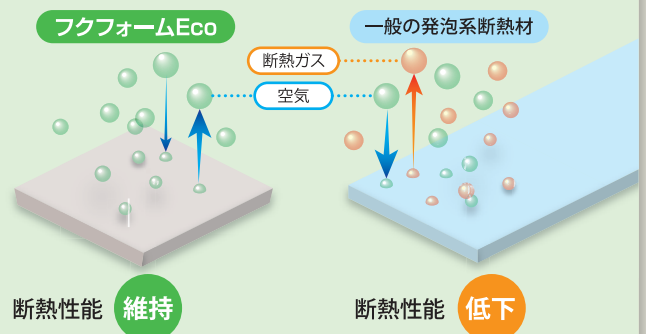 フクフォームEco
一般の発泡系断熱材
断熱ガス
空気
断熱性能 維持
断熱性能 低下